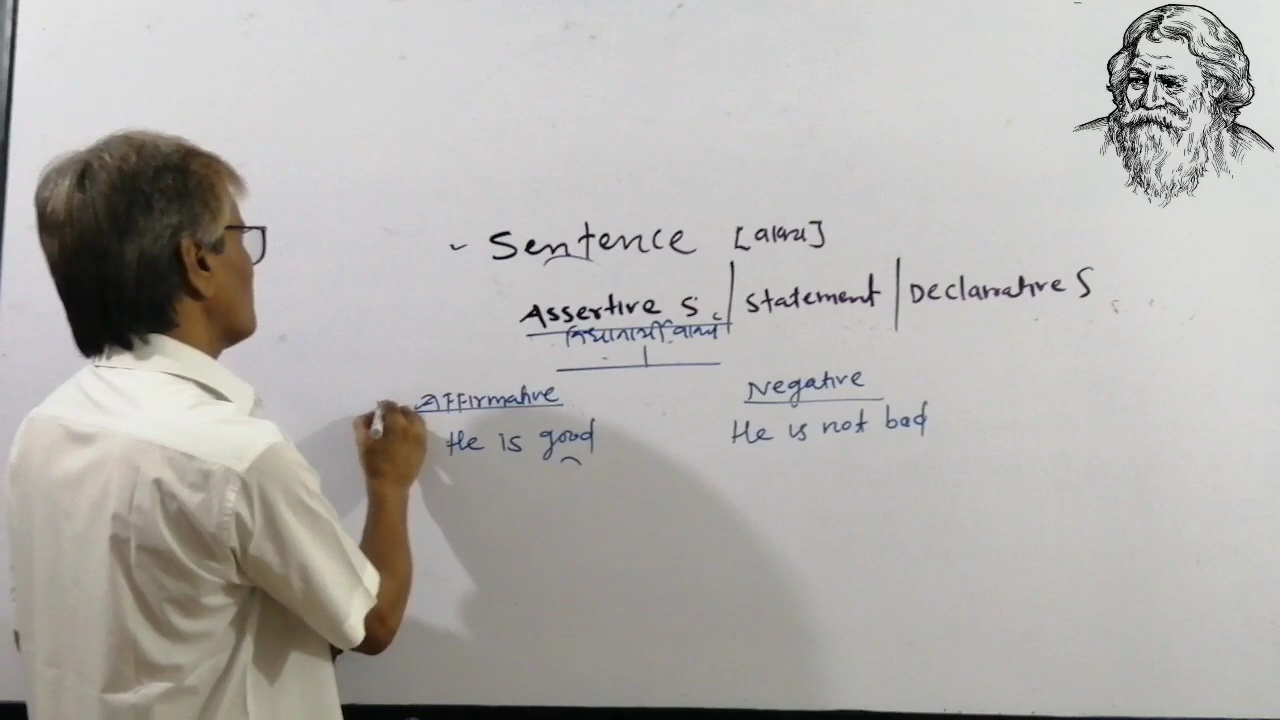 Sentence [বাক্য]
Assertive S. | Statement | Declarative S
বিধানার্থী বাক্য
Affirmative Negative
He is good He is not bad